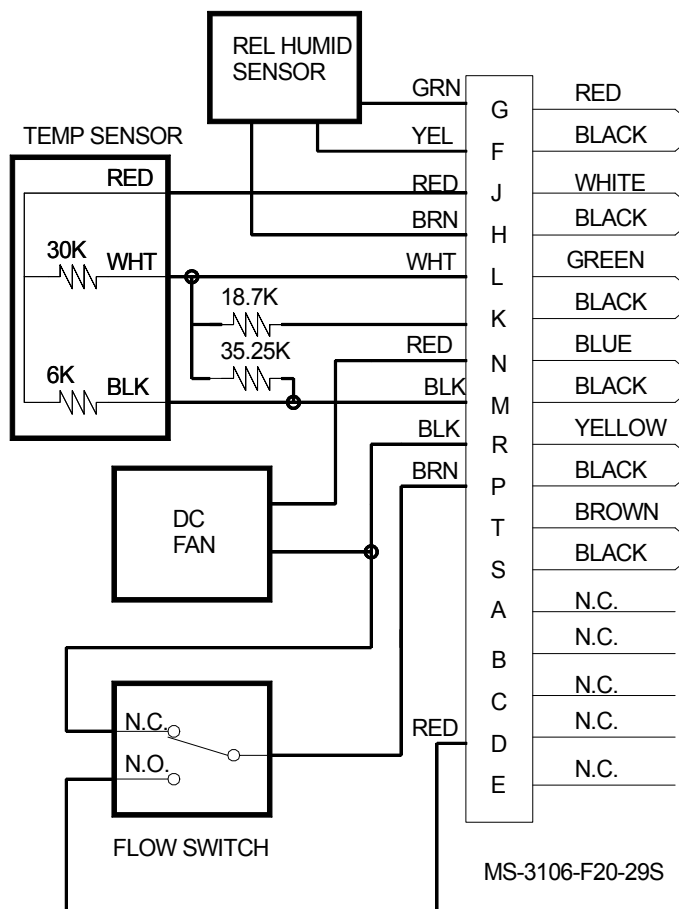 REL HUMID
SENSOR
TEMP SENSOR
RED
30K
WHT
6K
BLK
18.7K
35.25K
DC
FAN
N.C.
N.O.
FLOW SWITCH
GRN
YEL
RED
BRN
WHT
RED
BLK
BLK
BRN
RED
G
F
J
H
L
K
N
M
R
P
T
S
A
B
C
D
E
RED
BLACK
WHITE
BLACK
GREEN
BLACK
BLUE
BLACK
YELLOW
BLACK
BROWN
BLACK
N.C.
N.C.
N.C.
N.C.
N.C.
MS-3106-F20-29S